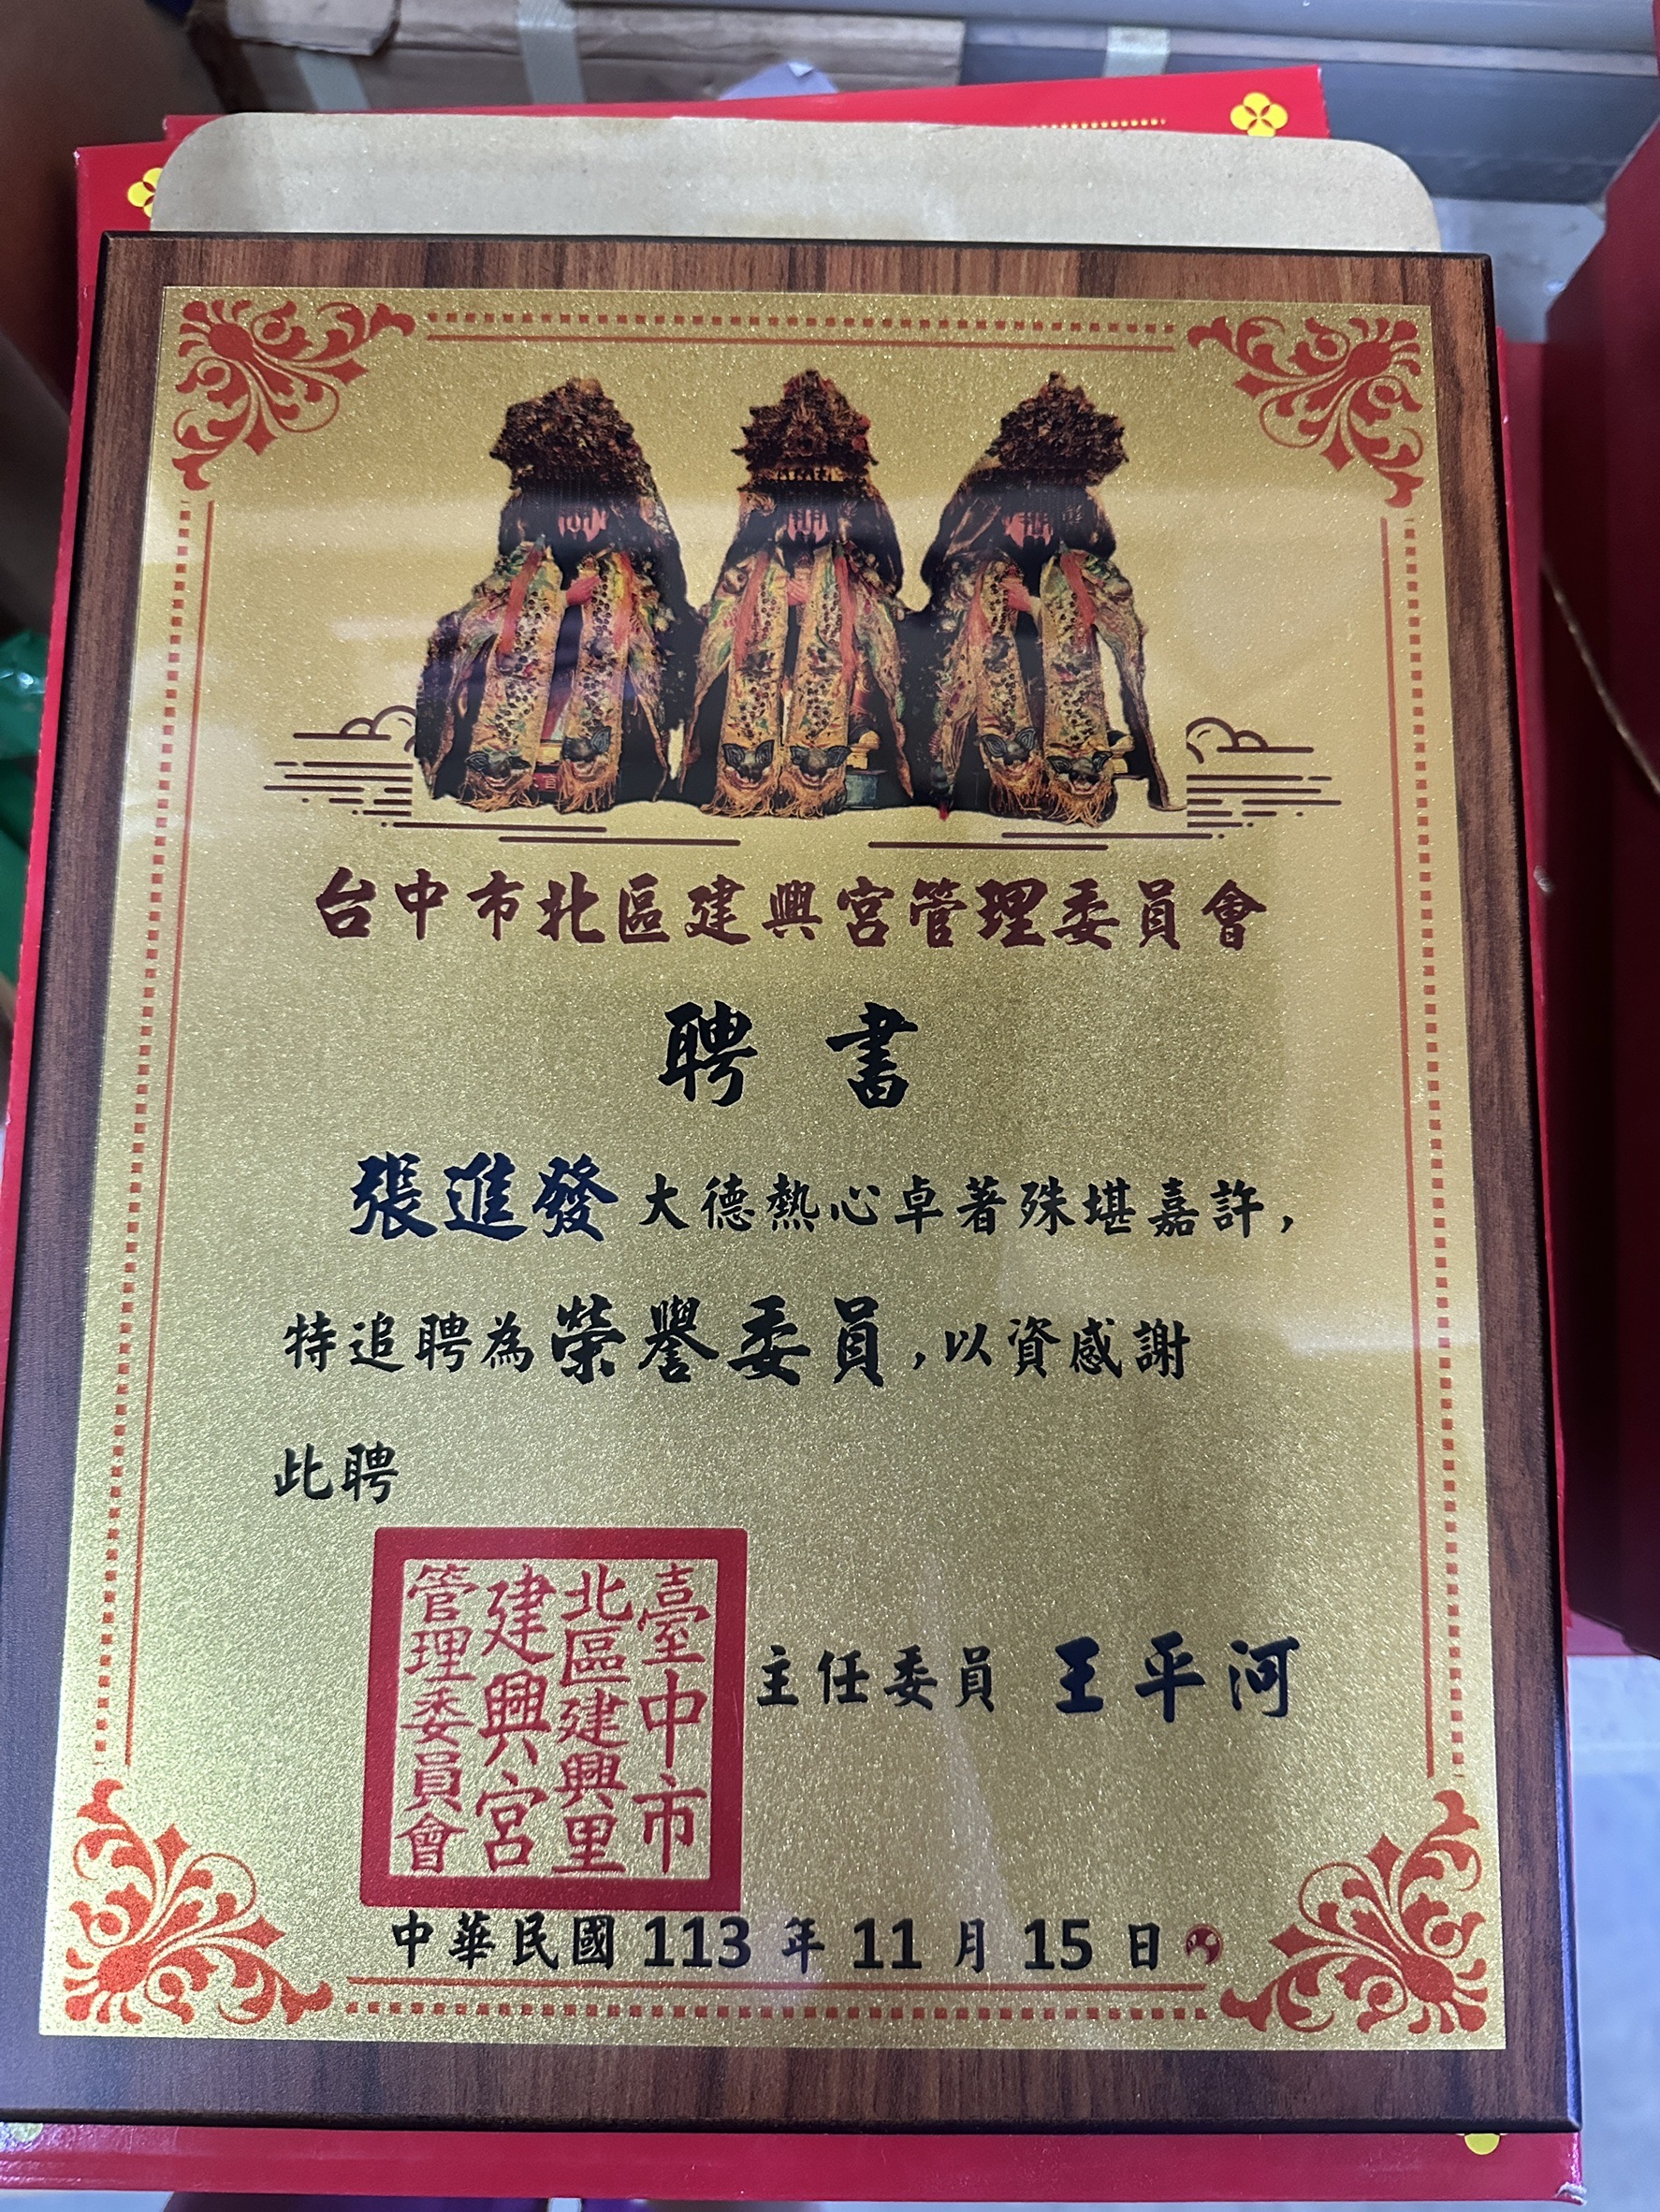 台中市北區建興宮管理委員會
聘書
張進發大德熱心卓著殊堪嘉許,
特追聘為榮譽委員,以資感謝
此聘
臺中市
北區建興里
建興宮
管理委員會
主任委員 王平河
中華民國 113 年 11 月 15 日